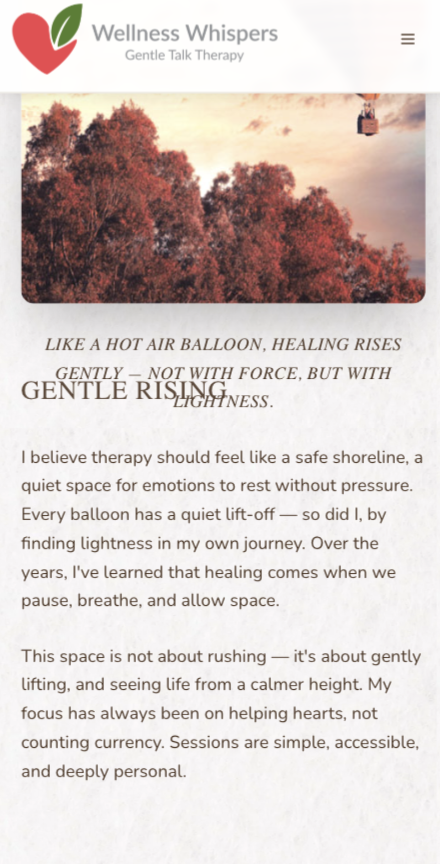 Wellness Whispers
Gentle Talk Therapy
LIKE A HOT AIR BALLOON, HEALING RISES
GENTLY — NOT WITH FORCE, BUT WITH
LIGHTNESS.
GENTLE RISING
I believe therapy should feel like a safe shoreline, a
quiet space for emotions to rest without pressure.
Every balloon has a quiet lift-off — so did I, by
finding lightness in my own journey. Over the
years, I've learned that healing comes when we
pause, breathe, and allow space.
This space is not about rushing — it's about gently
lifting, and seeing life from a calmer height. My
focus has always been on helping hearts, not
counting currency. Sessions are simple, accessible,
and deeply personal.